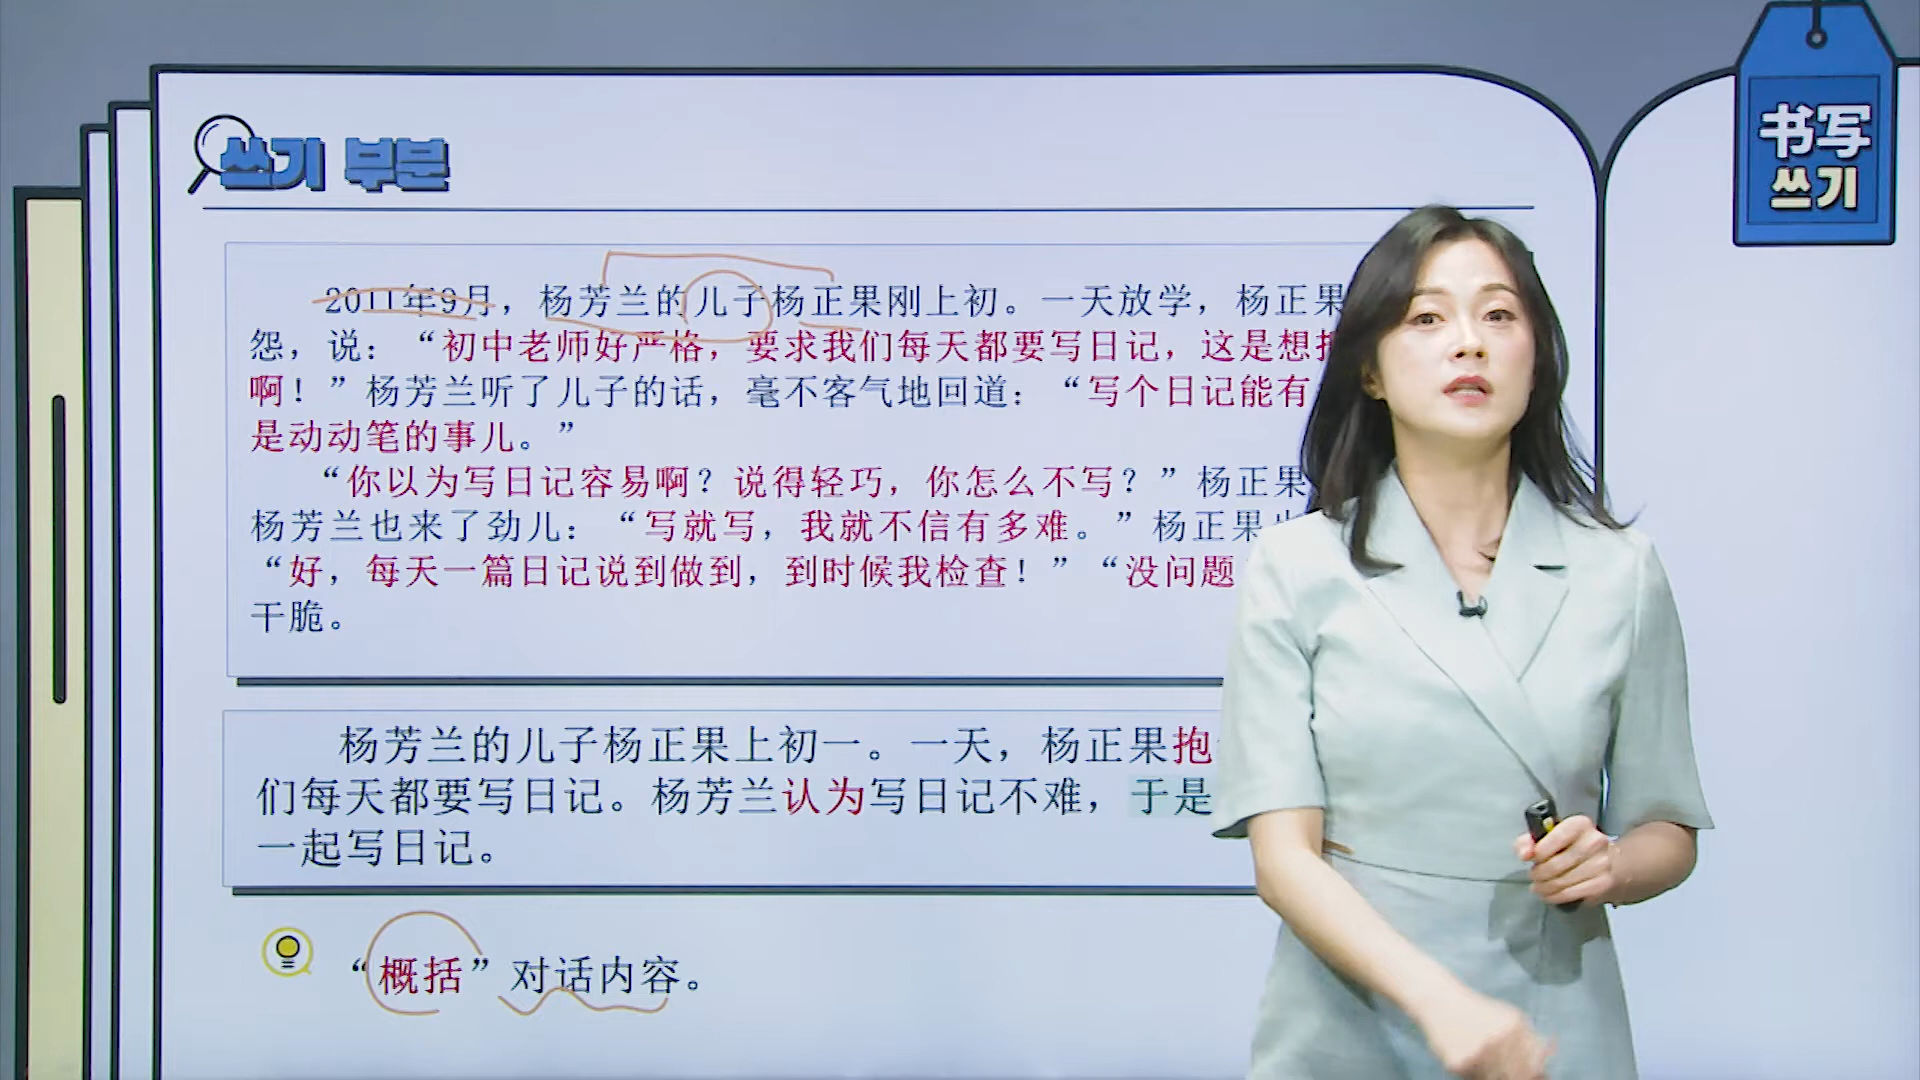 书写
쓰기
쓰기 부분
2011年9月，杨芳兰的儿子杨正果刚上初。一天放学，杨正果
怨，说：“初中老师好严格，要求我们每天都要写日记，这是想
啊！”杨芳兰听了儿子的话，毫不客气地回道：“写个日记能有
是动动笔的事儿。”
“你以为写日记容易啊？说得轻巧，你怎么不写？”杨正果
杨芳兰也来了劲儿：“写就写，我就不信有多难。”杨正果
“好，每天一篇日记说到做到，到时候我检查！”“没问题
干脆。
杨芳兰的儿子杨正果上初一。一天，杨正果抱
们每天都要写日记。杨芳兰认为写日记不难，于是
一起写日记。
“概括”对话内容。